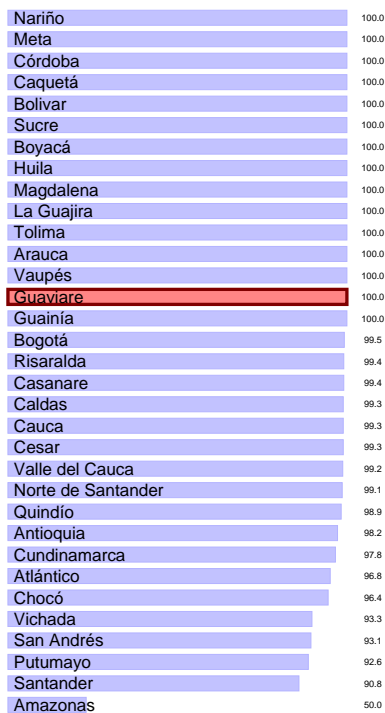 Nariño 100.0
Meta 100.0
Córdoba 100.0
Caquetá 100.0
Bolivar 100.0
Sucre 100.0
Boyacá 100.0
Huila 100.0
Magdalena 100.0
La Guajira 100.0
Tolima 100.0
Arauca 100.0
Vaupés 100.0
Guaviare 100.0
Guainía 100.0
Bogotá 99.5
Risaralda 99.4
Casanare 99.4
Caldas 99.3
Cauca 99.3
Cesar 99.3
Valle del Cauca 99.2
Norte de Santander 99.1
Quindío 98.9
Antioquia 98.2
Cundinamarca 97.8
Atlántico 96.8
Chocó 96.4
Vichada 93.3
San Andrés 93.1
Putumayo 92.6
Santander 90.8
Amazonas 50.0